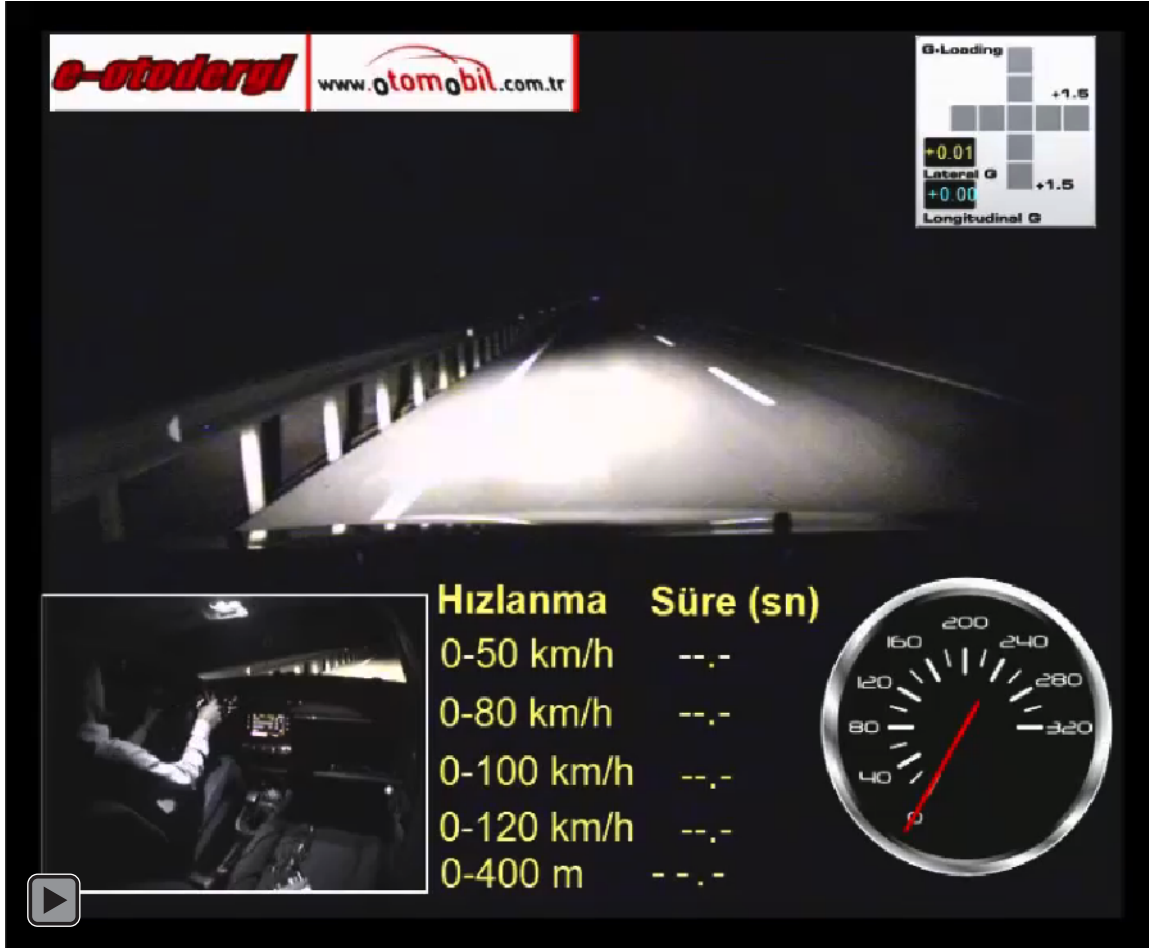 e-otodergi
www.otomobil.com.tr
G-Loading
+1.5
+0.01
Lateral G
+0.00
+1.5
Longitudinal G
Hızlanma Süre (sn)
0-50 km/h --.-
0-80 km/h --.-
0-100 km/h --.-
0-120 km/h --.-
0-400 m --.-
0
40
80
120
160
200
240
280
320